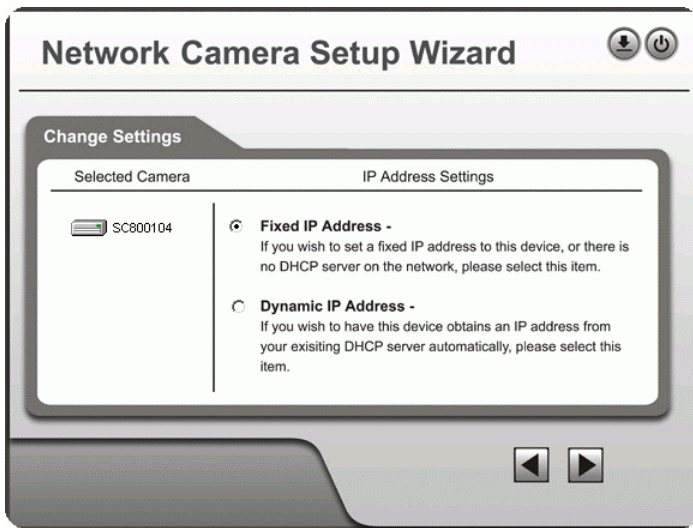 Network Camera Setup Wizard
Change Settings
Selected Camera
IP Address Settings
SC800104
Fixed IP Address -
If you wish to set a fixed IP address to this device, or there is
no DHCP server on the network, please select this item.
Dynamic IP Address -
If you wish to have this device obtains an IP address from
your exisiting DHCP server automatically, please select this
item.